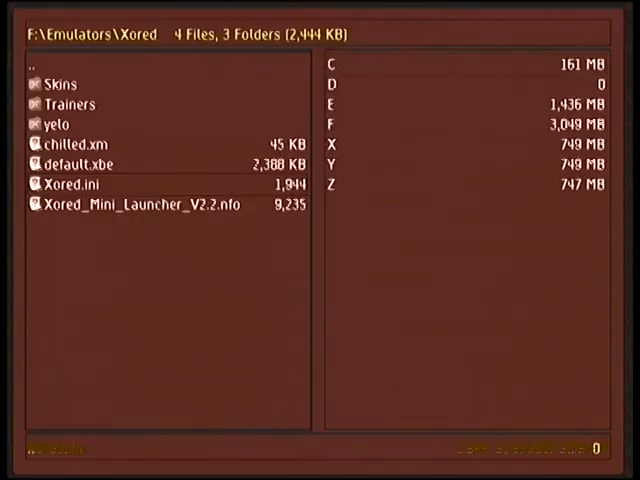 F:\Emulators\Xored 4 Files, 3 Folders (2,444 KB)
..
Skins
Trainers
yelo
chilled.xm 45 KB
default.xbe 2,388 KB
Xored.ini 1,944
Xored_Mini_Launcher_V2.2.nfo 9,235
C 161 MB
D 0
E 1,436 MB
F 3,049 MB
X 749 MB
Y 749 MB
Z 747 MB
0